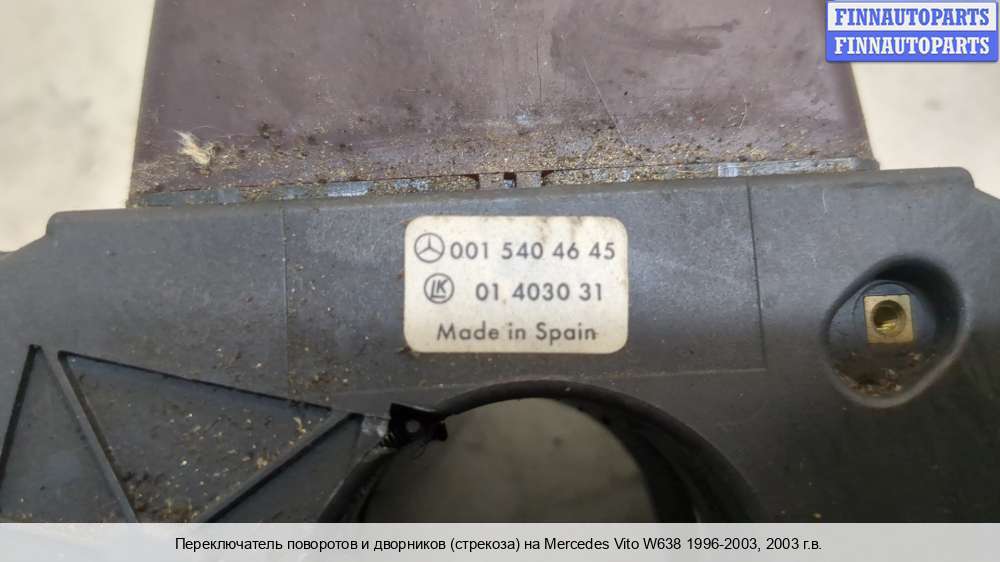 FINNAUTOPARTS
FINNAUTOPARTS
001 540 46 45
LK 01 4030 31
Made in Spain
Переключатель поворотов и дворников (стрекоза) на Mercedes Vito W638 1996-2003, 2003 г.в.